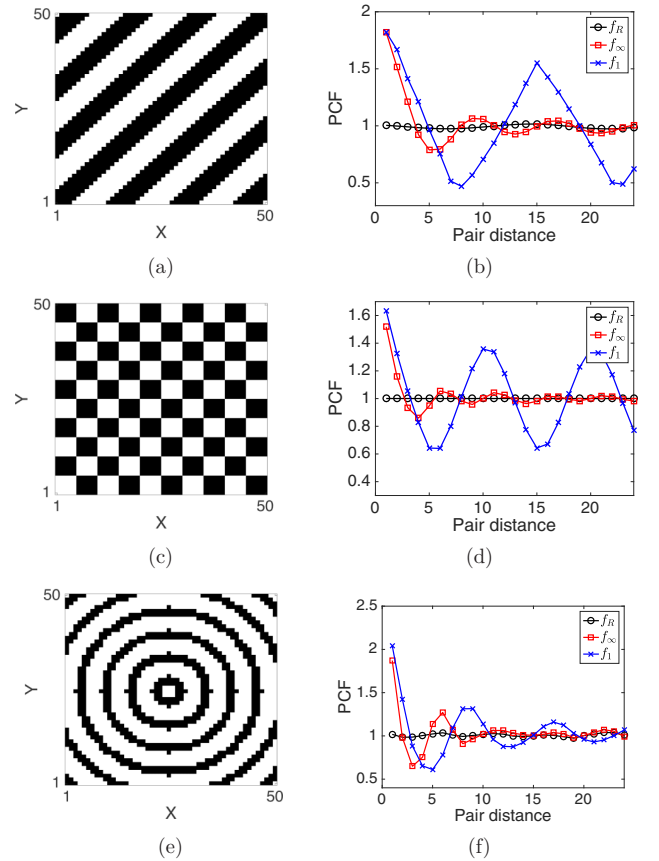 50
Y
1
1
50
X
(a)
2
1.5
1
0.5
PCF
0
5
10
15
20
Pair distance
f_R
f_∞
f_1
(b)
50
Y
1
1
50
X
(c)
1.6
1.4
1.2
1
0.8
0.6
0.4
PCF
0
5
10
15
20
Pair distance
f_R
f_∞
f_1
(d)
50
Y
1
1
50
X
(e)
2.5
2
1.5
1
0.5
PCF
0
5
10
15
20
Pair distance
f_R
f_∞
f_1
(f)